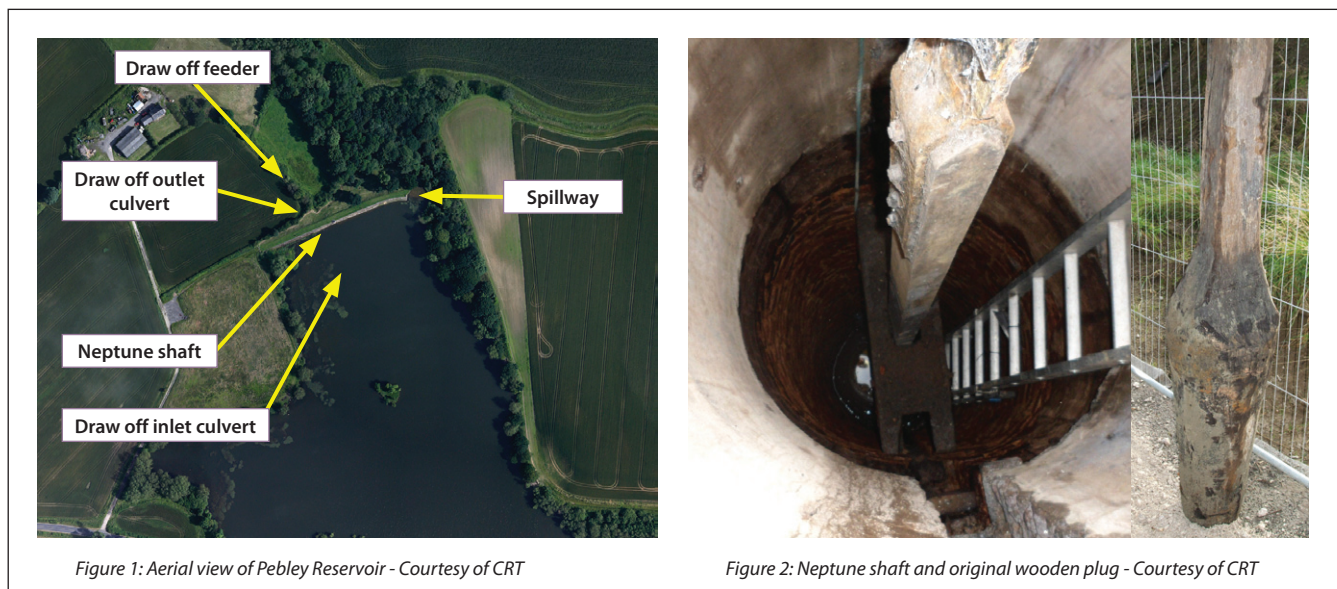 Draw off feeder
Draw off outlet
culvert
Spillway
Neptune shaft
Draw off inlet culvert
Figure 1: Aerial view of Pebley Reservoir - Courtesy of CRT
Figure 2: Neptune shaft and original wooden plug - Courtesy of CRT